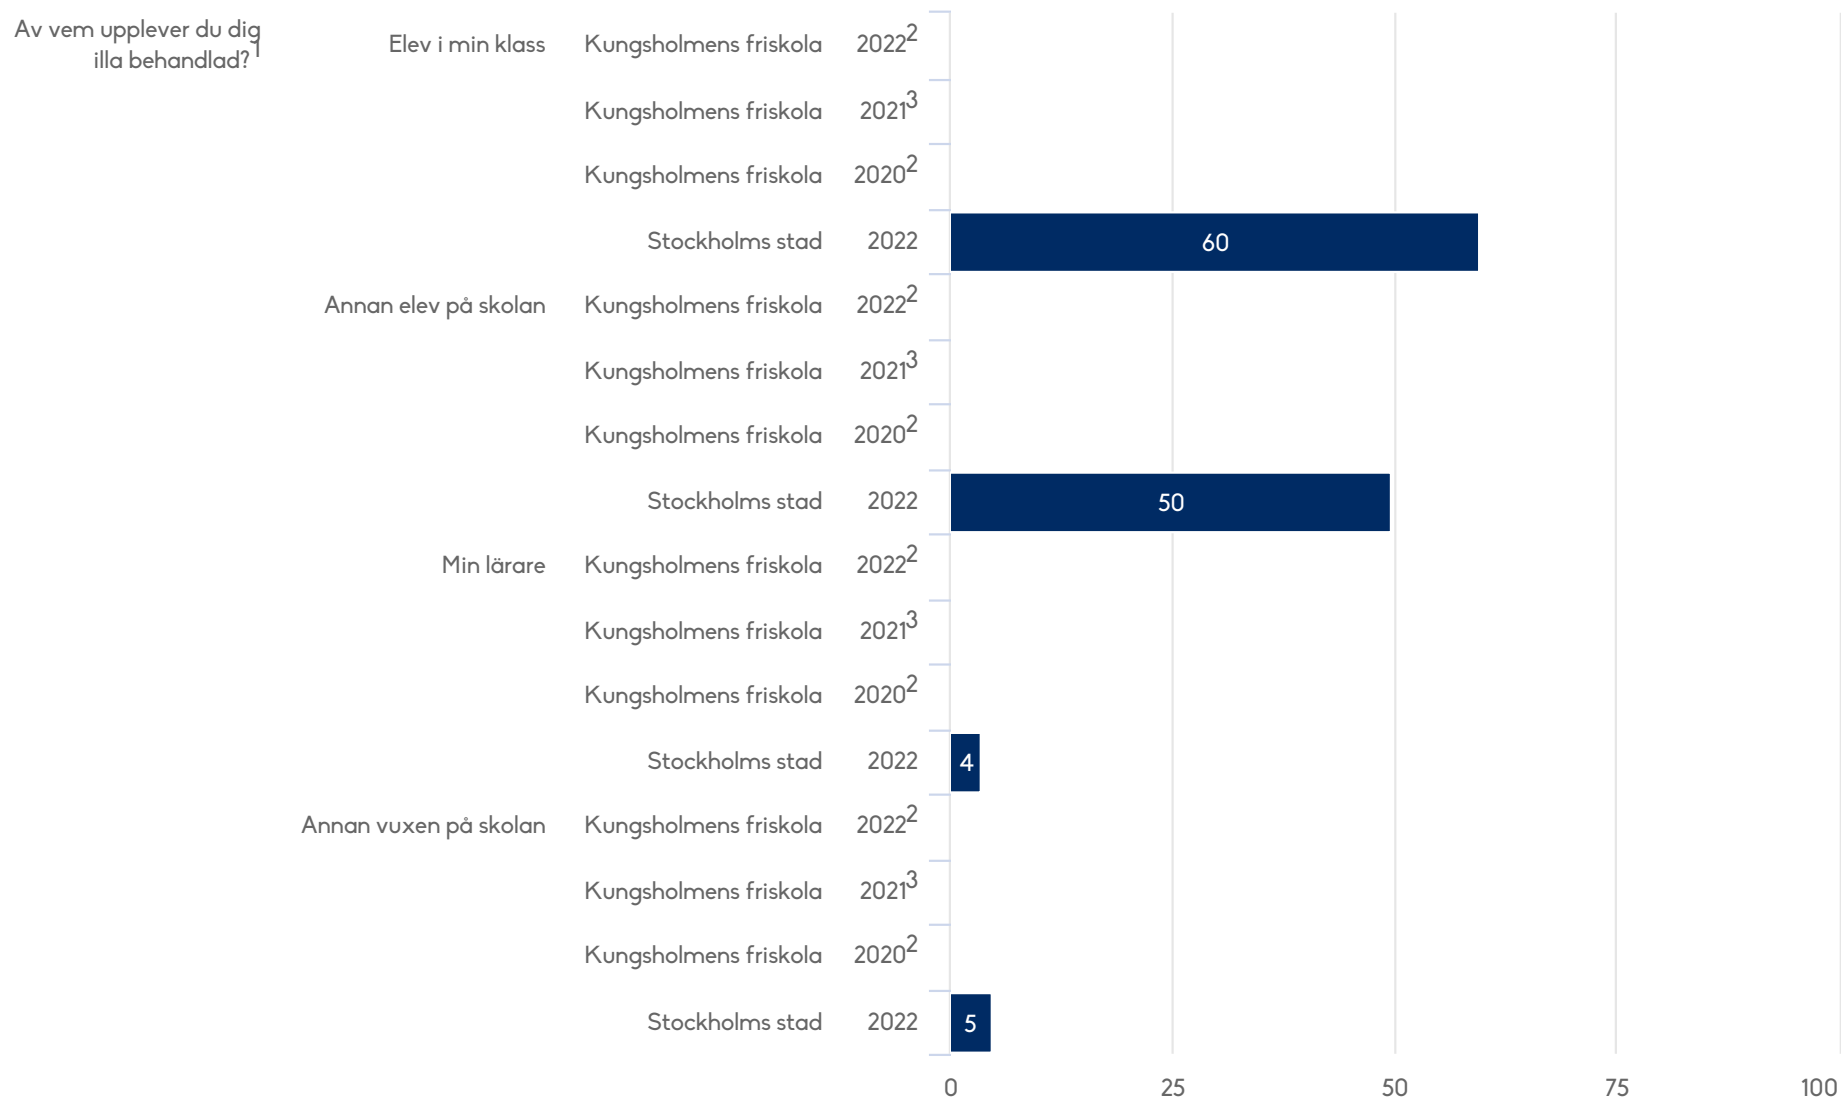 Av vem upplever du dig
illa behandlad?1
Elev i min klass Kungsholmens friskola 20222
Kungsholmens friskola 20213
Kungsholmens friskola 20202
Stockholms stad 2022 60
Annan elev på skolan Kungsholmens friskola 20222
Kungsholmens friskola 20213
Kungsholmens friskola 20202
Stockholms stad 2022 50
Min lärare Kungsholmens friskola 20222
Kungsholmens friskola 20213
Kungsholmens friskola 20202
Stockholms stad 2022 4
Annan vuxen på skolan Kungsholmens friskola 20222
Kungsholmens friskola 20213
Kungsholmens friskola 20202
Stockholms stad 2022 5
0 25 50 75 100